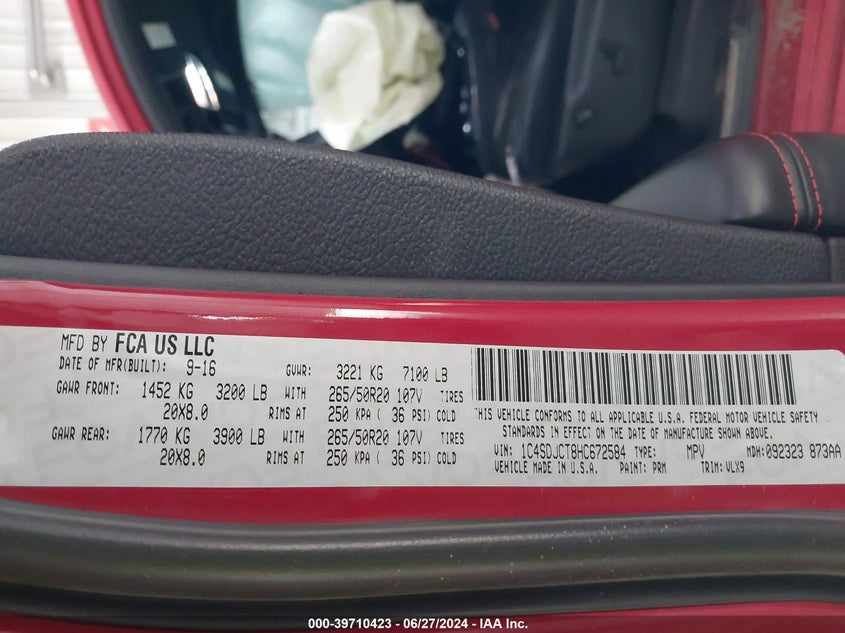 MFD BY FCA US LLC
DATE OF MFR(BUILT): 9-16 GVWR: 3221 KG 7100 LB
GAWR FRONT: 1452 KG 3200 LB WITH 265/50R20 107V TIRES
20X8.0 RIMS AT 250 KPA ( 36 PSI) COLD
GAWR REAR: 1770 KG 3900 LB WITH 265/50R20 107V TIRES
20X8.0 RIMS AT 250 KPA ( 36 PSI) COLD
THIS VEHICLE CONFORMS TO ALL APPLICABLE U.S.A. FEDERAL MOTOR VEHICLE SAFETY
STANDARDS IN EFFECT ON THE DATE OF MANUFACTURE SHOWN ABOVE.
VIN: 1C4SDJCT8HC672584 TYPE: MPV MDH: 092323 873AA
VEHICLE MADE IN U.S.A. PAINT: PRM TRIM: VLX9
000-39710423 - 06/27/2024 - IAA Inc.